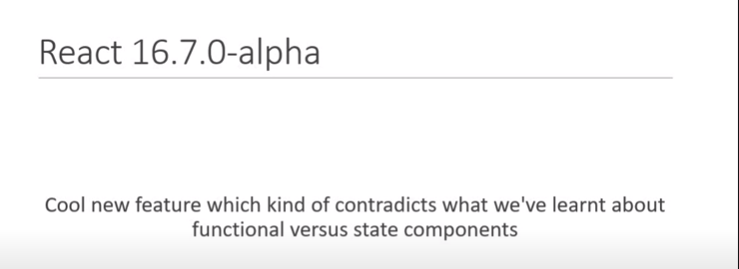 React 16.7.0-alpha
Cool new feature which kind of contradicts what we've learnt about
functional versus state components